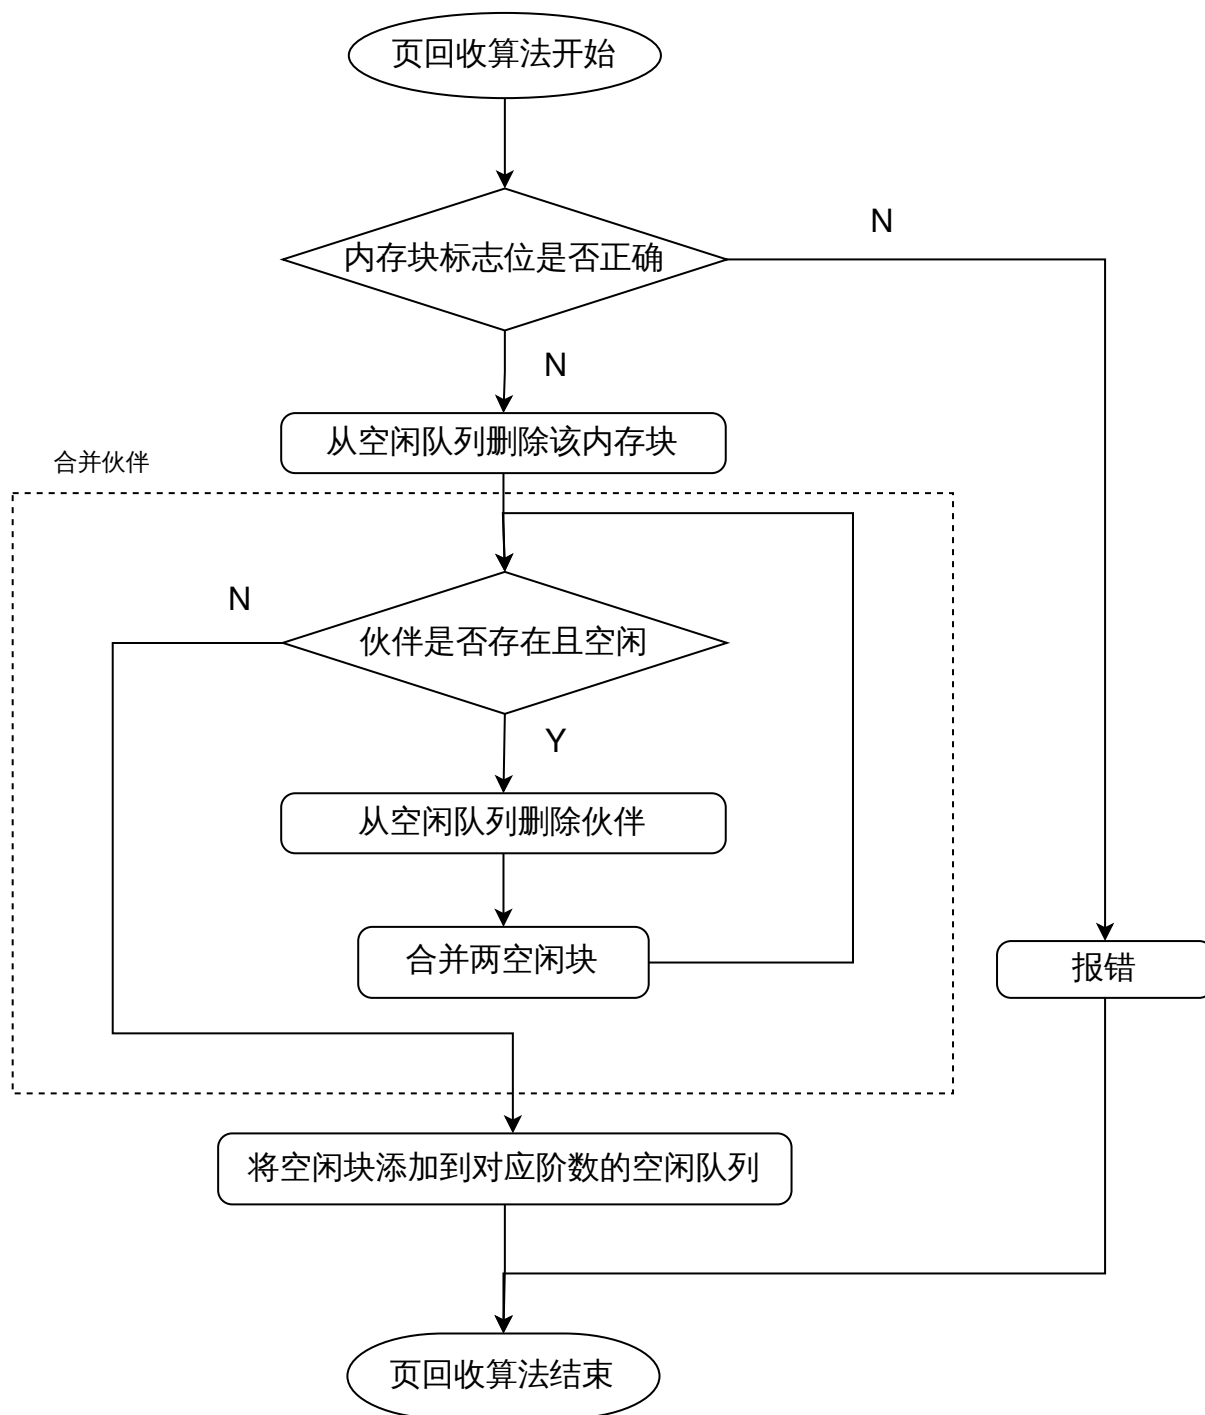 页回收算法开始
内存块标志位是否正确
N
N
从空闲队列删除该内存块
合并伙伴
N
伙伴是否存在且空闲
Y
从空闲队列删除伙伴
合并两空闲块
报错
将空闲块添加到对应阶数的空闲队列
页回收算法结束